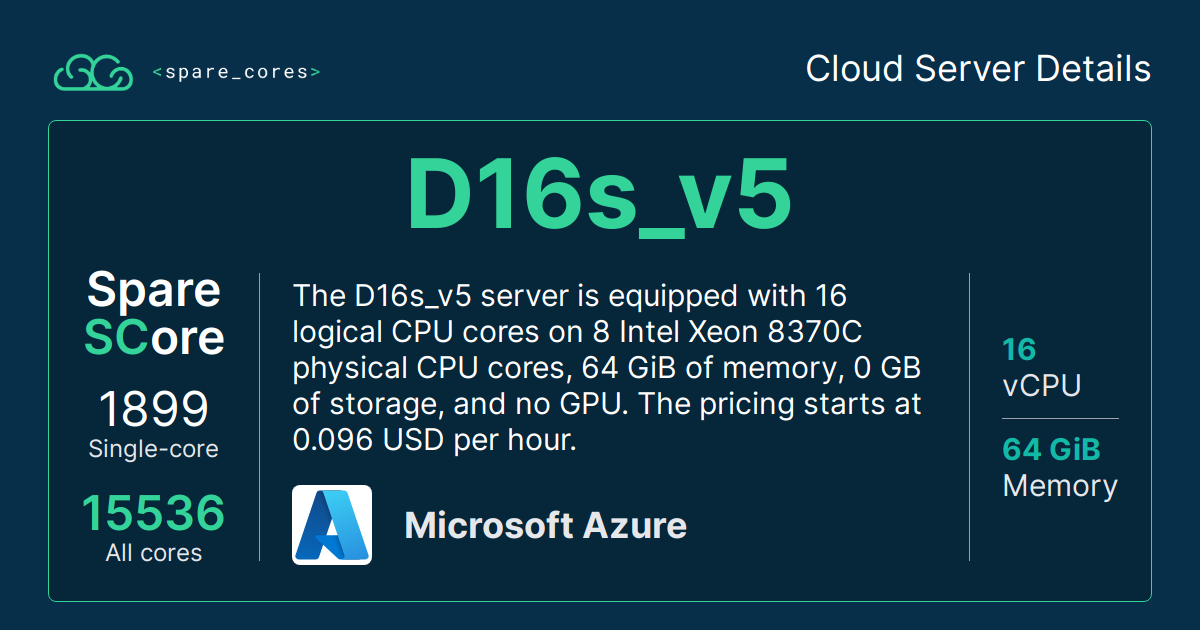 <spare_cores>
Cloud Server Details
D16s_v5
Spare
SCore
1899
Single-core
15536
All cores
The D16s_v5 server is equipped with 16
logical CPU cores on 8 Intel Xeon 8370C
physical CPU cores, 64 GiB of memory, 0 GB
of storage, and no GPU. The pricing starts at
0.096 USD per hour.
Microsoft Azure
16
vCPU
64 GiB
Memory